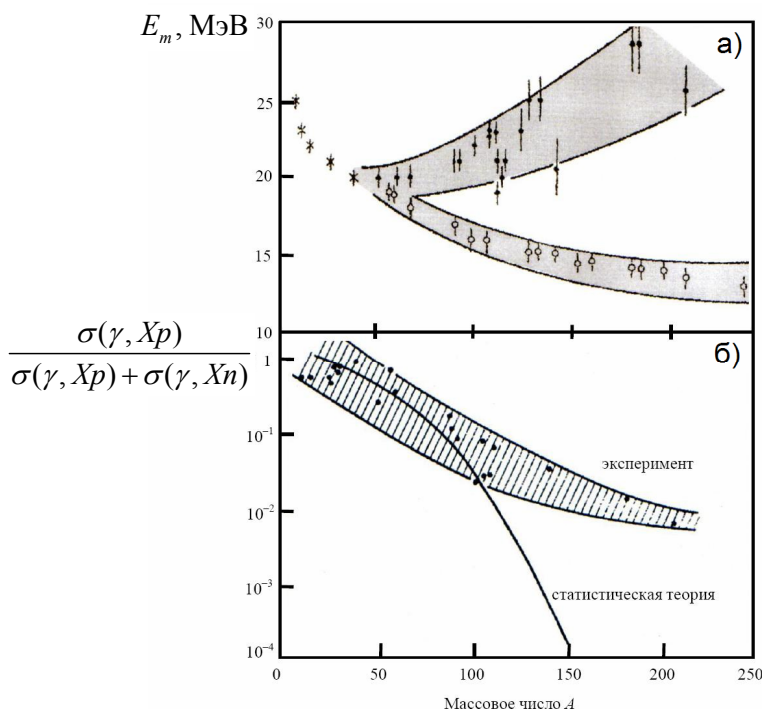 E_m, МэВ
а)
30
25
20
15
10
σ(γ, Xp)
σ(γ, Xp) + σ(γ, Xn)
б)
1
10⁻¹
10⁻²
10⁻³
10⁻⁴
эксперимент
статистическая теория
0 50 100 150 200 250
Массовое число A